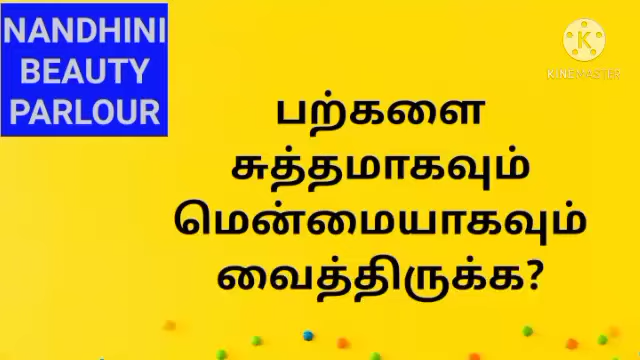 NANDHINI
BEAUTY
PARLOUR
KINEMASTER
பற்களை
சுத்தமாகவும்
மென்மையாகவும்
வைத்திருக்க?